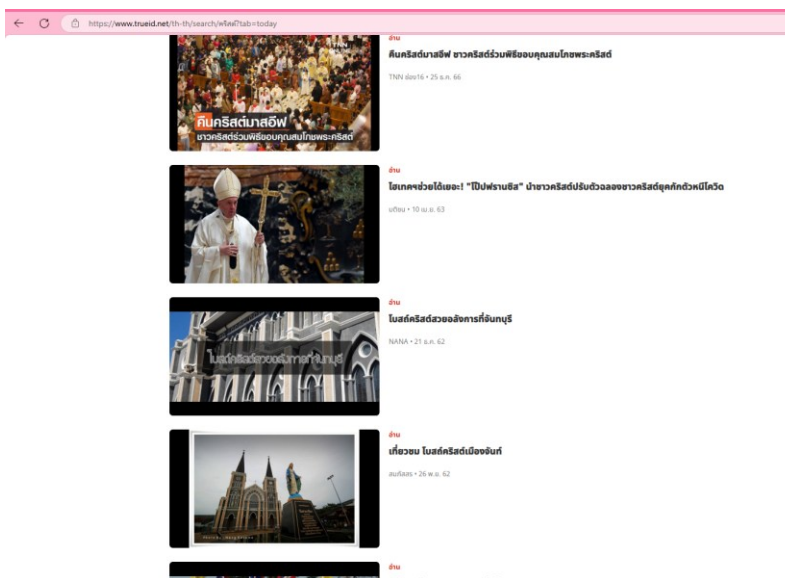 https://www.trueid.net/th-th/search/คริสต์?tab=today
อ่าน
คืนคริสต์มาสอีฟ ชาวคริสต์ร่วมพิธีขอบคุณสมโภชพระคริสต์
TNN ช่อง16 • 25 ธ.ค. 66
TNN
คืนคริสต์มาสอีฟ
ชาวคริสต์ร่วมพิธีขอบคุณสมโภชพระคริสต์
อ่าน
ไฮเทคฯช่วยได้เยอะ! "โป๊ปฟรานซิส" นำชาวคริสต์ปรับตัวฉลองชาวคริสต์ยุคกักตัวหนีโควิด
มติชน • 10 เม.ย. 63
อ่าน
โบสถ์คริสต์สวยอลังการที่จันทบุรี
NANA • 21 ธ.ค. 62
โบสถ์คริสต์สวยอลังการที่จันทบุรี
อ่าน
เที่ยวชม โบสถ์คริสต์เมืองจันท์
ลมภัสสร • 26 พ.ย. 62
อ่าน